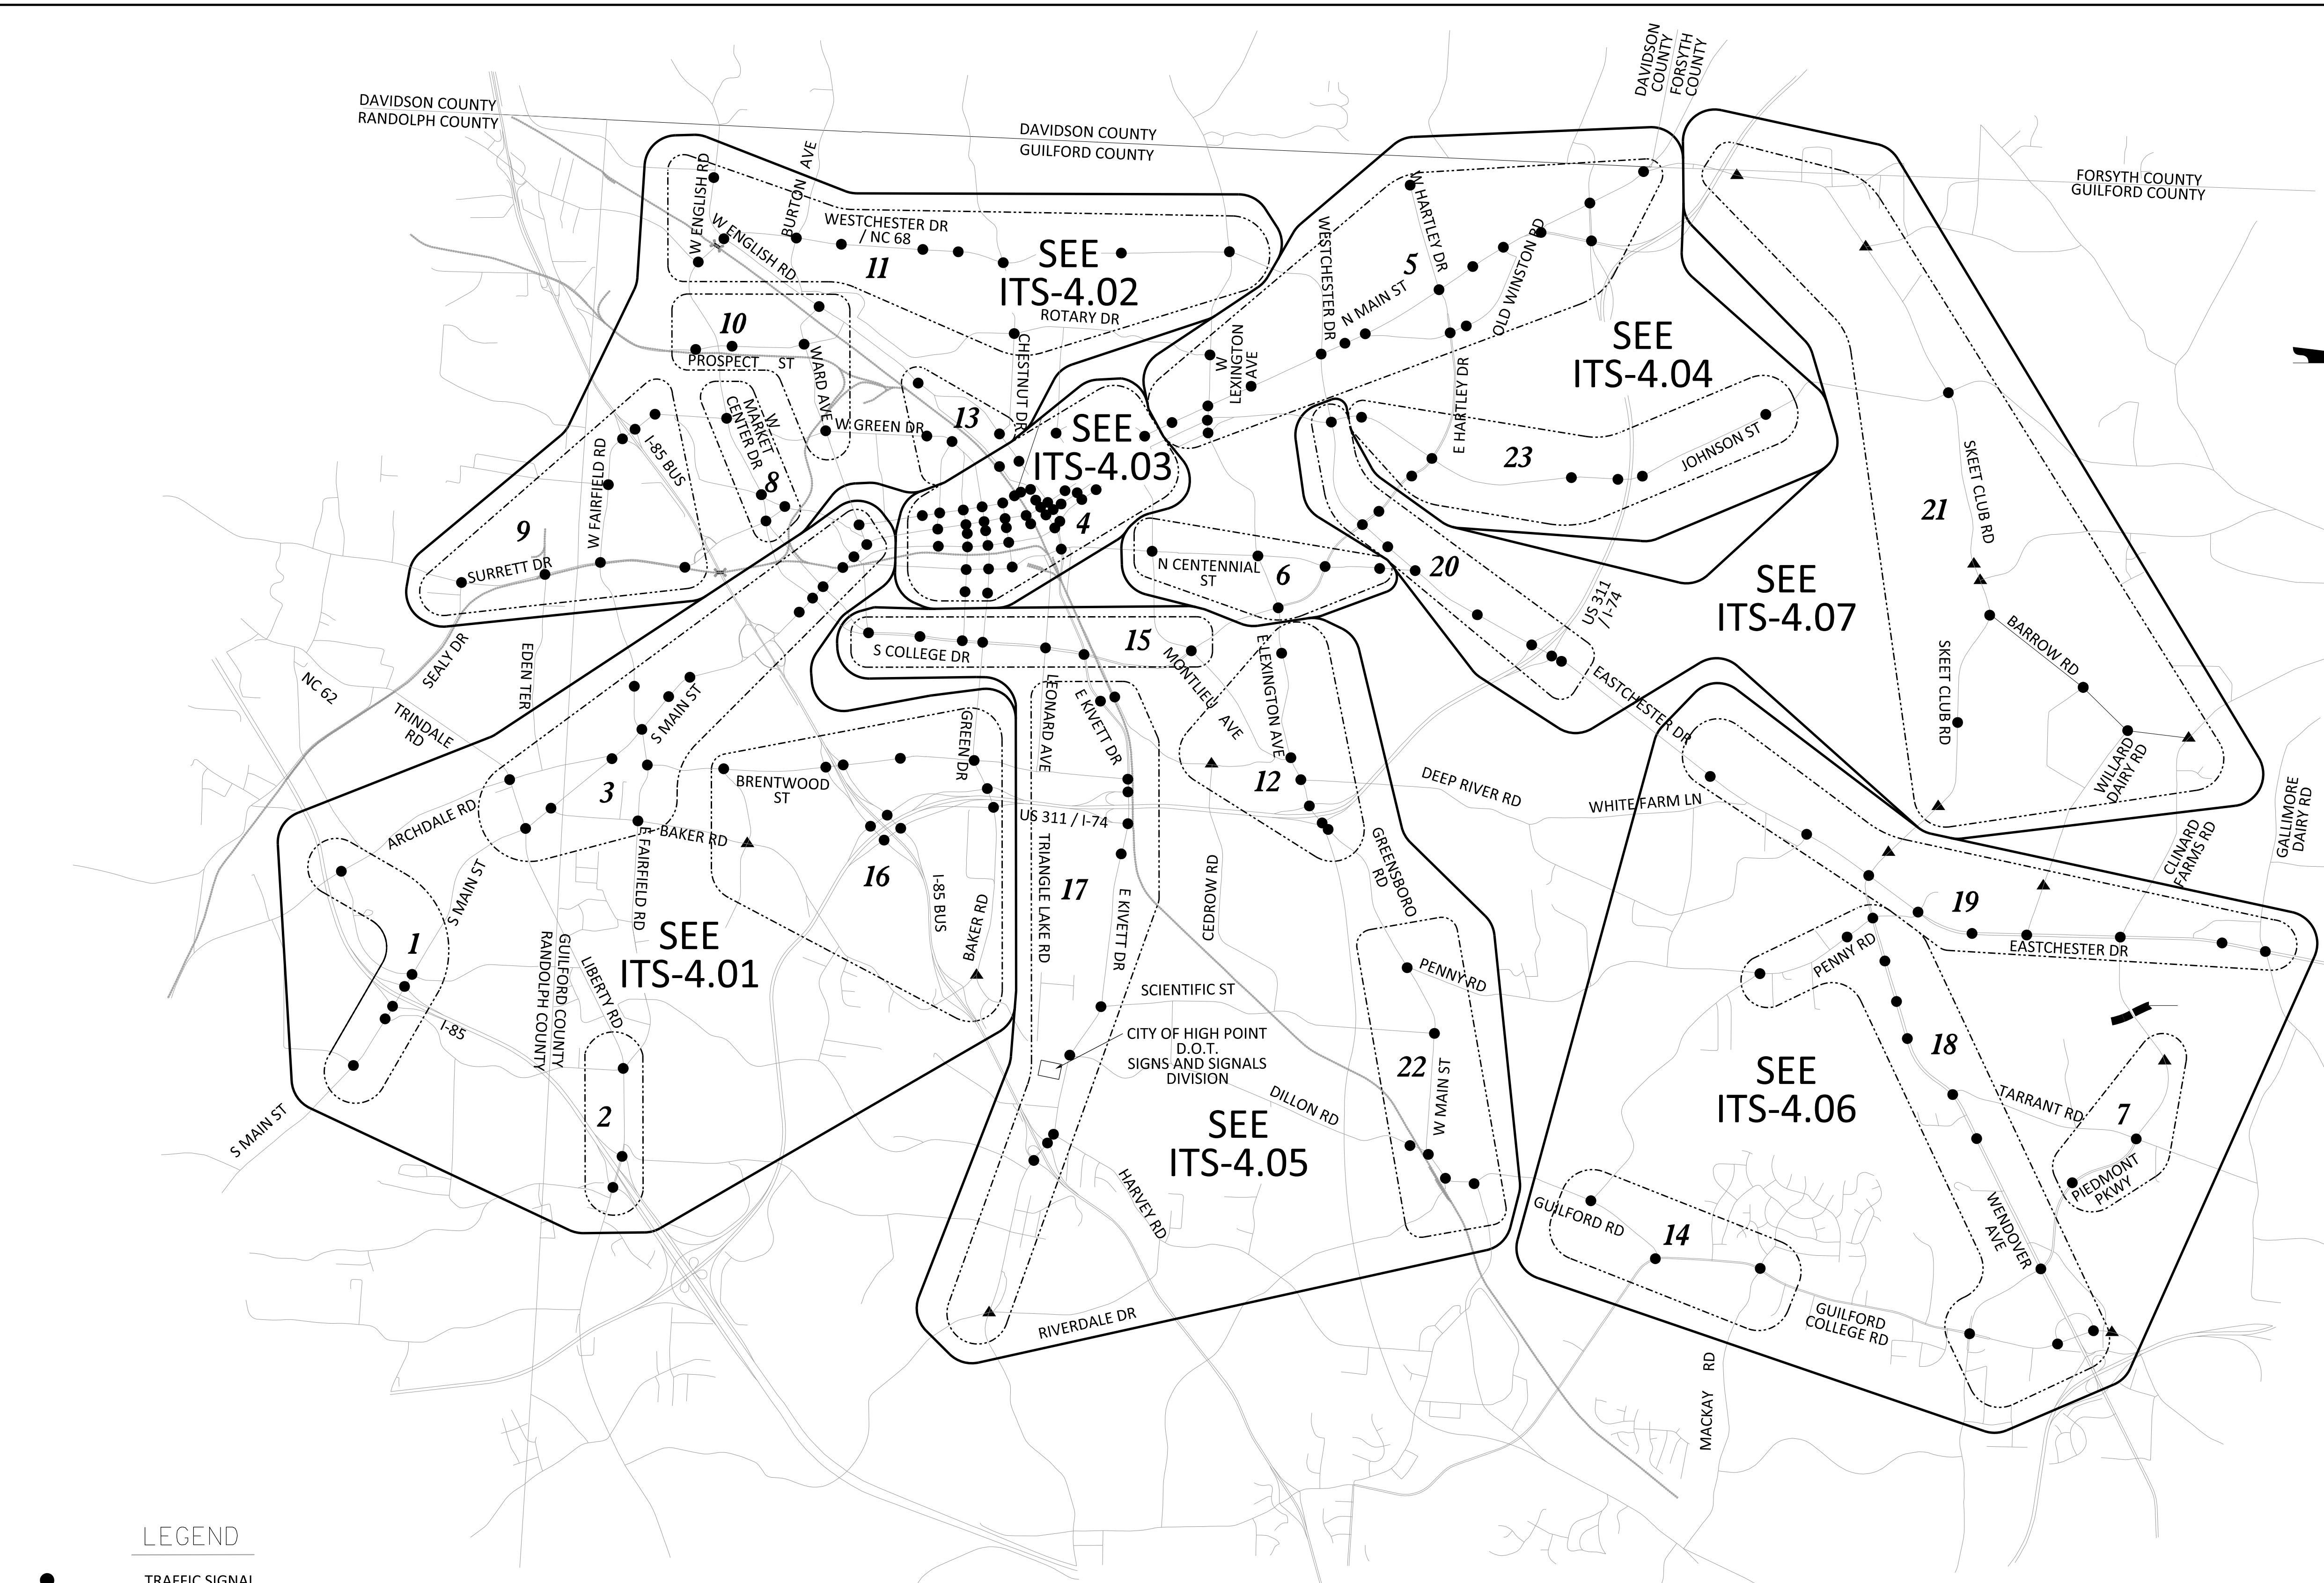 DAVIDSON
COUNTY
FORSYTH
COUNTY
DAVIDSON COUNTY
RANDOLPH COUNTY
DAVIDSON COUNTY
GUILFORD COUNTY
FORSYTH COUNTY
GUILFORD COUNTY
W ENGLISH RD
W ENGLISH RD
BURTON AVE
WESTCHESTER DR
/ NC 68
11
SEE
ITS-4.02
ROTARY DR
CHESTNUT DR
10
PROSPECT ST
WARD AVE
W
MARKET
CENTER DR
8
W GREEN DR
13
SEE
ITS-4.03
4
W
LEXINGTON
AVE
WESTCHESTER DR
W HARTLEY DR
5
N MAIN ST
OLD WINSTON RD
E HARTLEY DR
SEE
ITS-4.04
23
JOHNSON ST
21
SKEET CLUB RD
SKEET CLUB RD
BARROW RD
WILLARD
DAIRY RD
CLINARD
FARMS RD
GALLIMORE
DAIRY RD
I-85 BUS
W FAIRFIELD RD
9
SURRETT DR
SEALY DR
EDEN TER
NC 62
TRINDALE
RD
N CENTENNIAL
ST
6
20
US 311
/ I-74
SEE
ITS-4.07
EASTCHESTER DR
15
S COLLEGE DR
MONTLIEU AVE
E LEXINGTON AVE
12
DEEP RIVER RD
WHITE FARM LN
S MAIN ST
3
ARCHDALE RD
BAKER RD
E FAIRFIELD RD
S MAIN ST
BRENTWOOD
ST
GREEN DR
LEONARD AVE
E KIVETT DR
US 311 / I-74
16
17
TRIANGLE LAKE RD
E KIVETT DR
CEDROW RD
GREENSBORO
RD
I-85 BUS
BAKER RD
1
I-85
S MAIN ST
GUILFORD COUNTY
RANDOLPH COUNTY
LIBERTY RD
2
SEE
ITS-4.01
SCIENTIFIC ST
CITY OF HIGH POINT
D.O.T.
SIGNS AND SIGNALS
DIVISION
PENNY RD
22
W MAIN ST
DILLON RD
SEE
ITS-4.05
HARVEY RD
RIVERDALE DR
19
EASTCHESTER DR
PENNY RD
18
SEE
ITS-4.06
TARRANT RD
7
PIEDMONT
PKWY
WENDOVER
AVE
GUILFORD RD
14
GUILFORD
COLLEGE RD
MACKAY RD
LEGEND
TRAFFIC SIGNAL